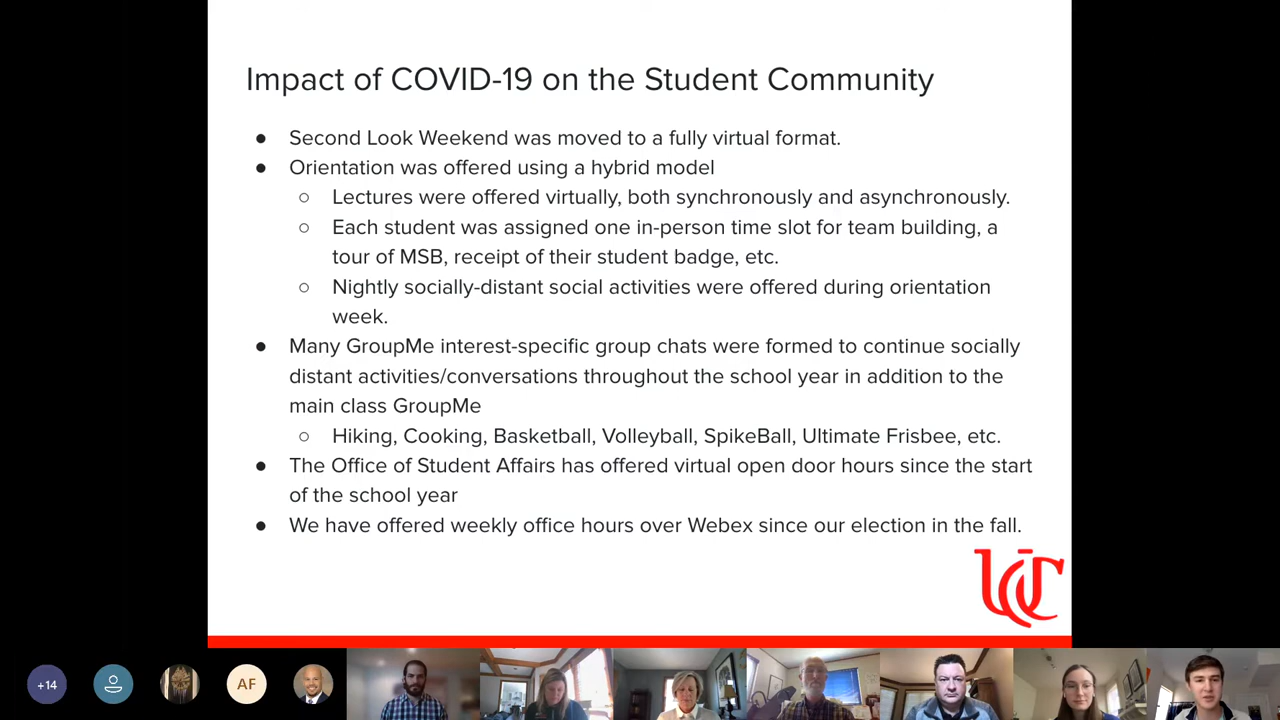 Impact of COVID-19 on the Student Community
● Second Look Weekend was moved to a fully virtual format.
● Orientation was offered using a hybrid model
○ Lectures were offered virtually, both synchronously and asynchronously.
○ Each student was assigned one in-person time slot for team building, a
tour of MSB, receipt of their student badge, etc.
○ Nightly socially-distant social activities were offered during orientation
week.
● Many GroupMe interest-specific group chats were formed to continue socially
distant activities/conversations throughout the school year in addition to the
main class GroupMe
○ Hiking, Cooking, Basketball, Volleyball, SpikeBall, Ultimate Frisbee, etc.
● The Office of Student Affairs has offered virtual open door hours since the start
of the school year
● We have offered weekly office hours over Webex since our election in the fall.
UC
+14
AF